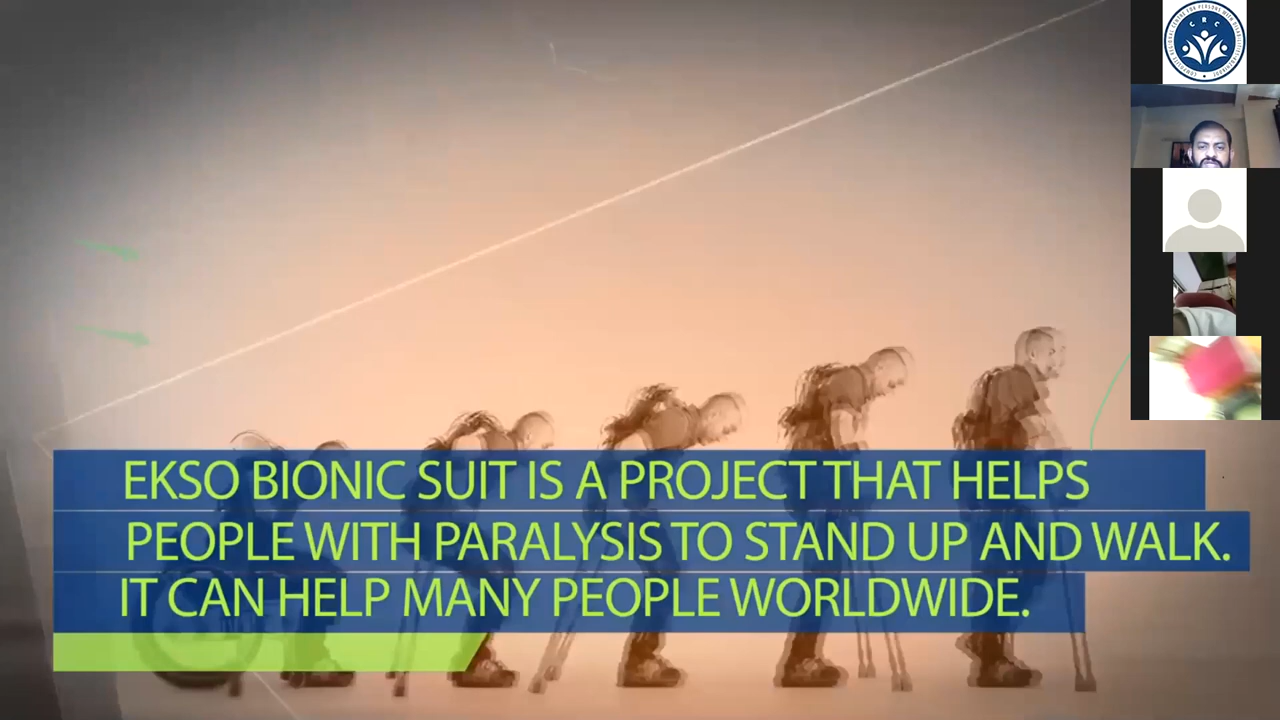 EKSO BIONIC SUIT IS A PROJECT THAT HELPS
PEOPLE WITH PARALYSIS TO STAND UP AND WALK.
IT CAN HELP MANY PEOPLE WORLDWIDE.
CRC